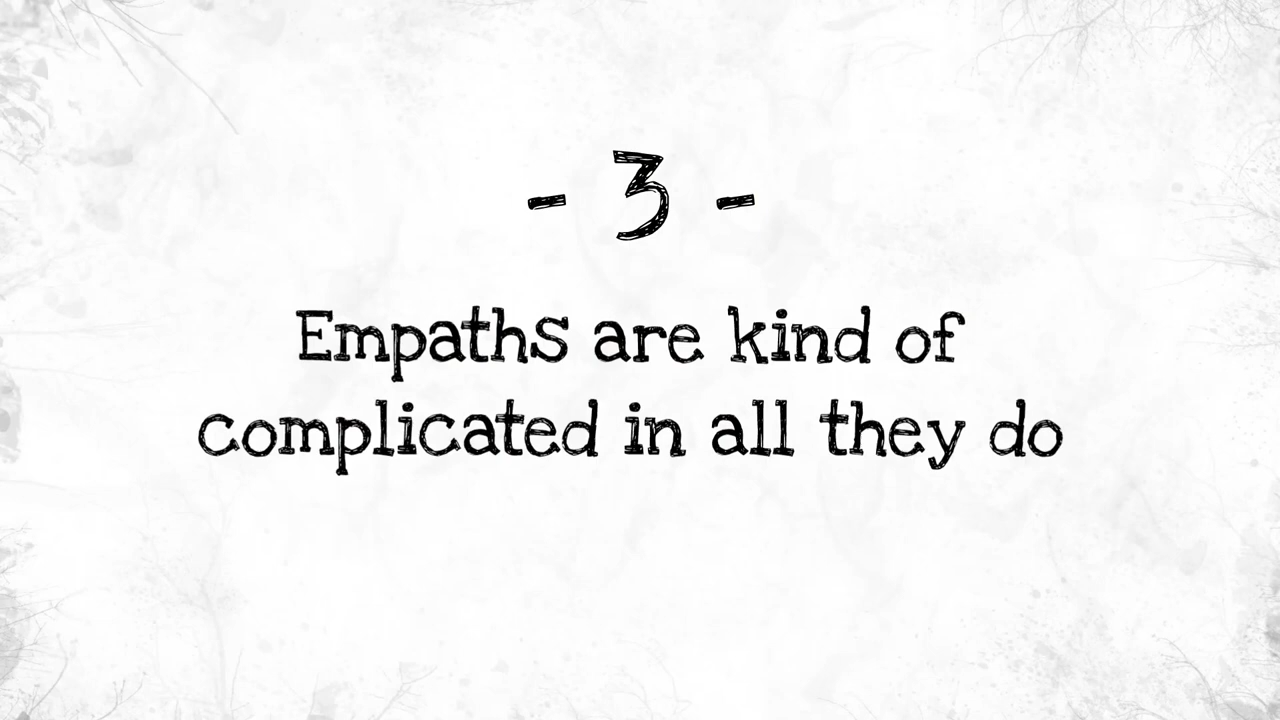 - 3 -
Empaths are kind of
complicated in all they do